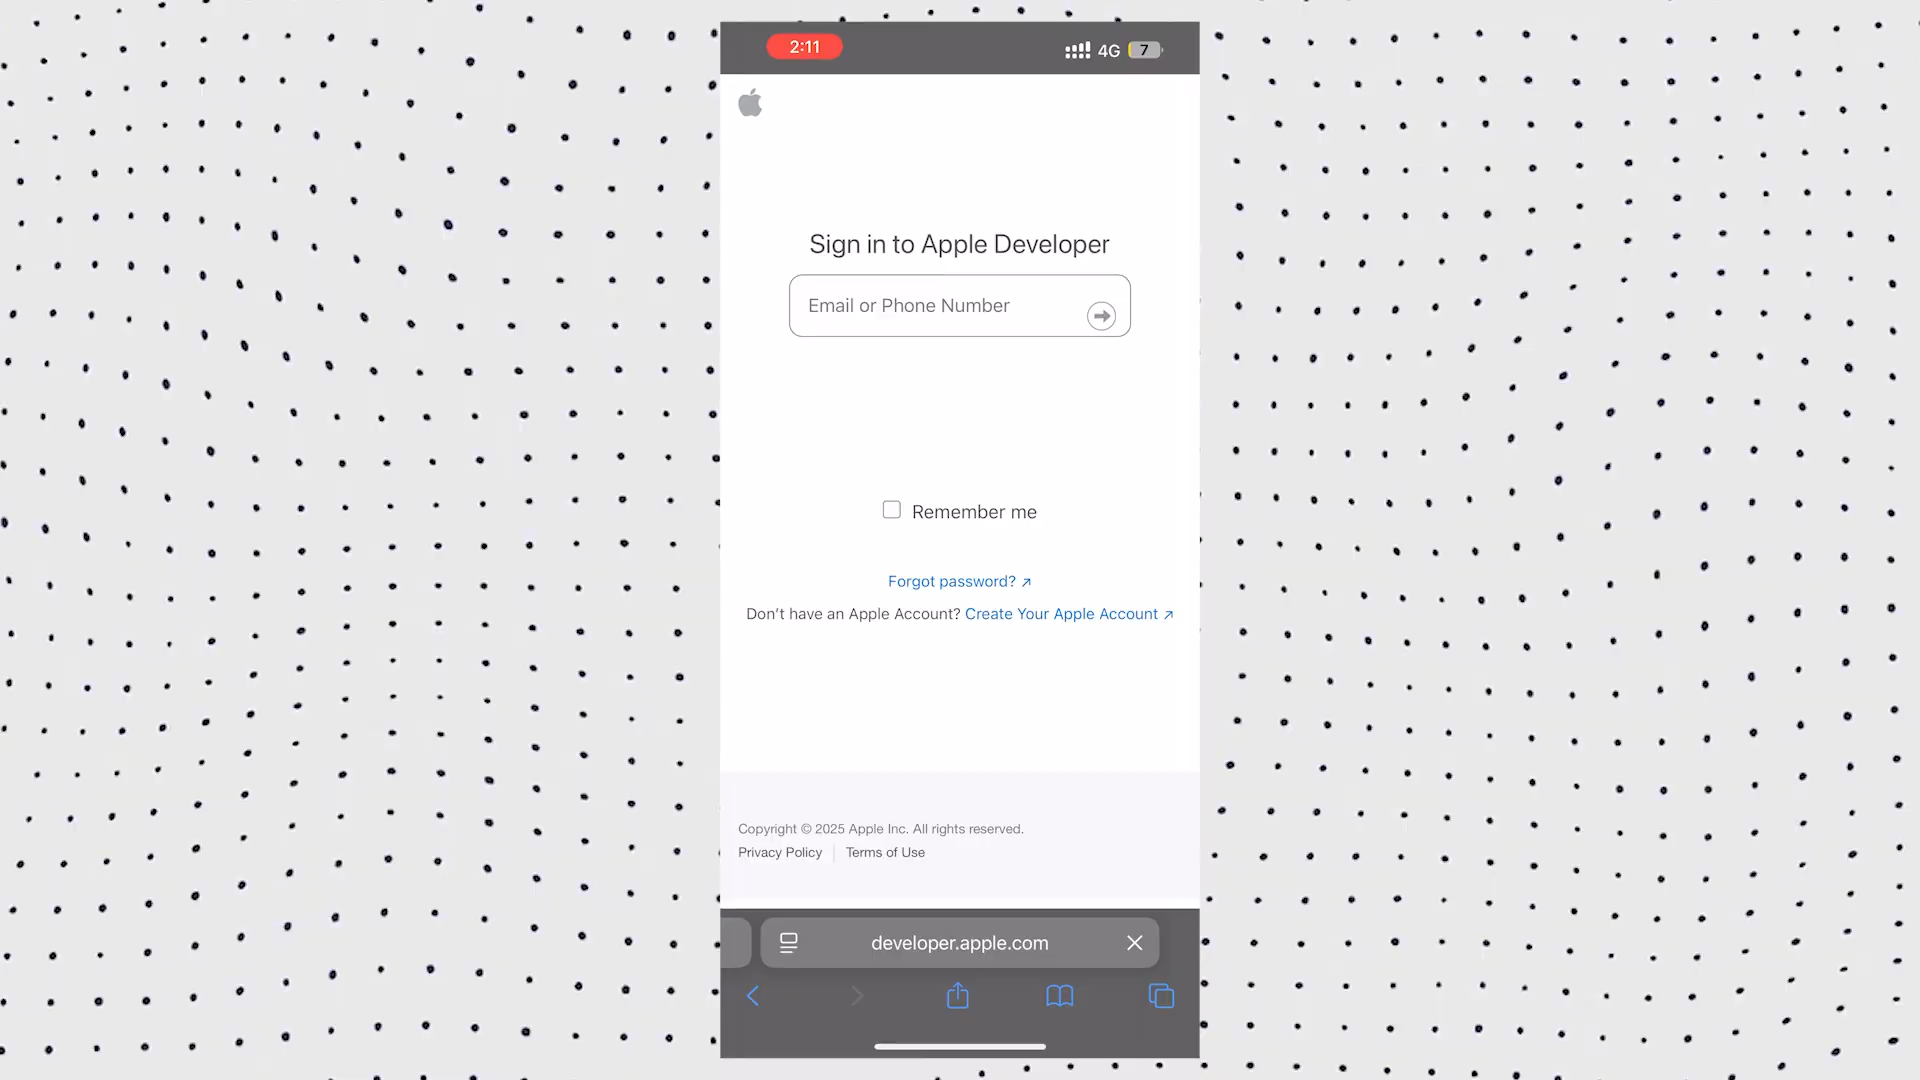 2:11 4G 7
Sign in to Apple Developer
Email or Phone Number
Remember me
Forgot password? ↗
Don’t have an Apple Account? Create Your Apple Account ↗
Copyright © 2025 Apple Inc. All rights reserved.
Privacy Policy Terms of Use
developer.apple.com